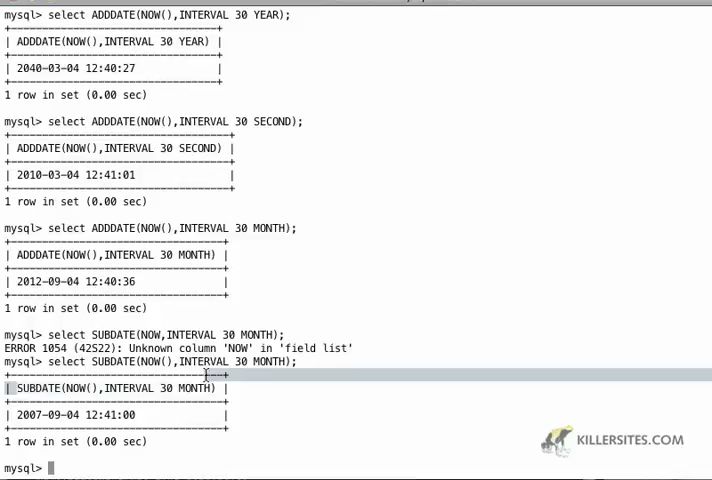 mysql> select ADDDATE(NOW(),INTERVAL 30 YEAR);
+-----------------------------------+
| ADDDATE(NOW(),INTERVAL 30 YEAR) |
+-----------------------------------+
| 2040-03-04 12:40:27 |
+-----------------------------------+
1 row in set (0.00 sec)
mysql> select ADDDATE(NOW(),INTERVAL 30 SECOND);
+-------------------------------------+
| ADDDATE(NOW(),INTERVAL 30 SECOND) |
+-------------------------------------+
| 2010-03-04 12:41:01 |
+-------------------------------------+
1 row in set (0.00 sec)
mysql> select ADDDATE(NOW(),INTERVAL 30 MONTH);
+------------------------------------+
| ADDDATE(NOW(),INTERVAL 30 MONTH) |
+------------------------------------+
| 2012-09-04 12:40:36 |
+------------------------------------+
1 row in set (0.00 sec)
mysql> select SUBDATE(NOW,INTERVAL 30 MONTH);
ERROR 1054 (42S22): Unknown column 'NOW' in 'field list'
mysql> select SUBDATE(NOW(),INTERVAL 30 MONTH);
+------------------------------------+
| SUBDATE(NOW(),INTERVAL 30 MONTH) |
+------------------------------------+
| 2007-09-04 12:41:00 |
+------------------------------------+
1 row in set (0.00 sec)
KILLERSITES.COM
mysql>